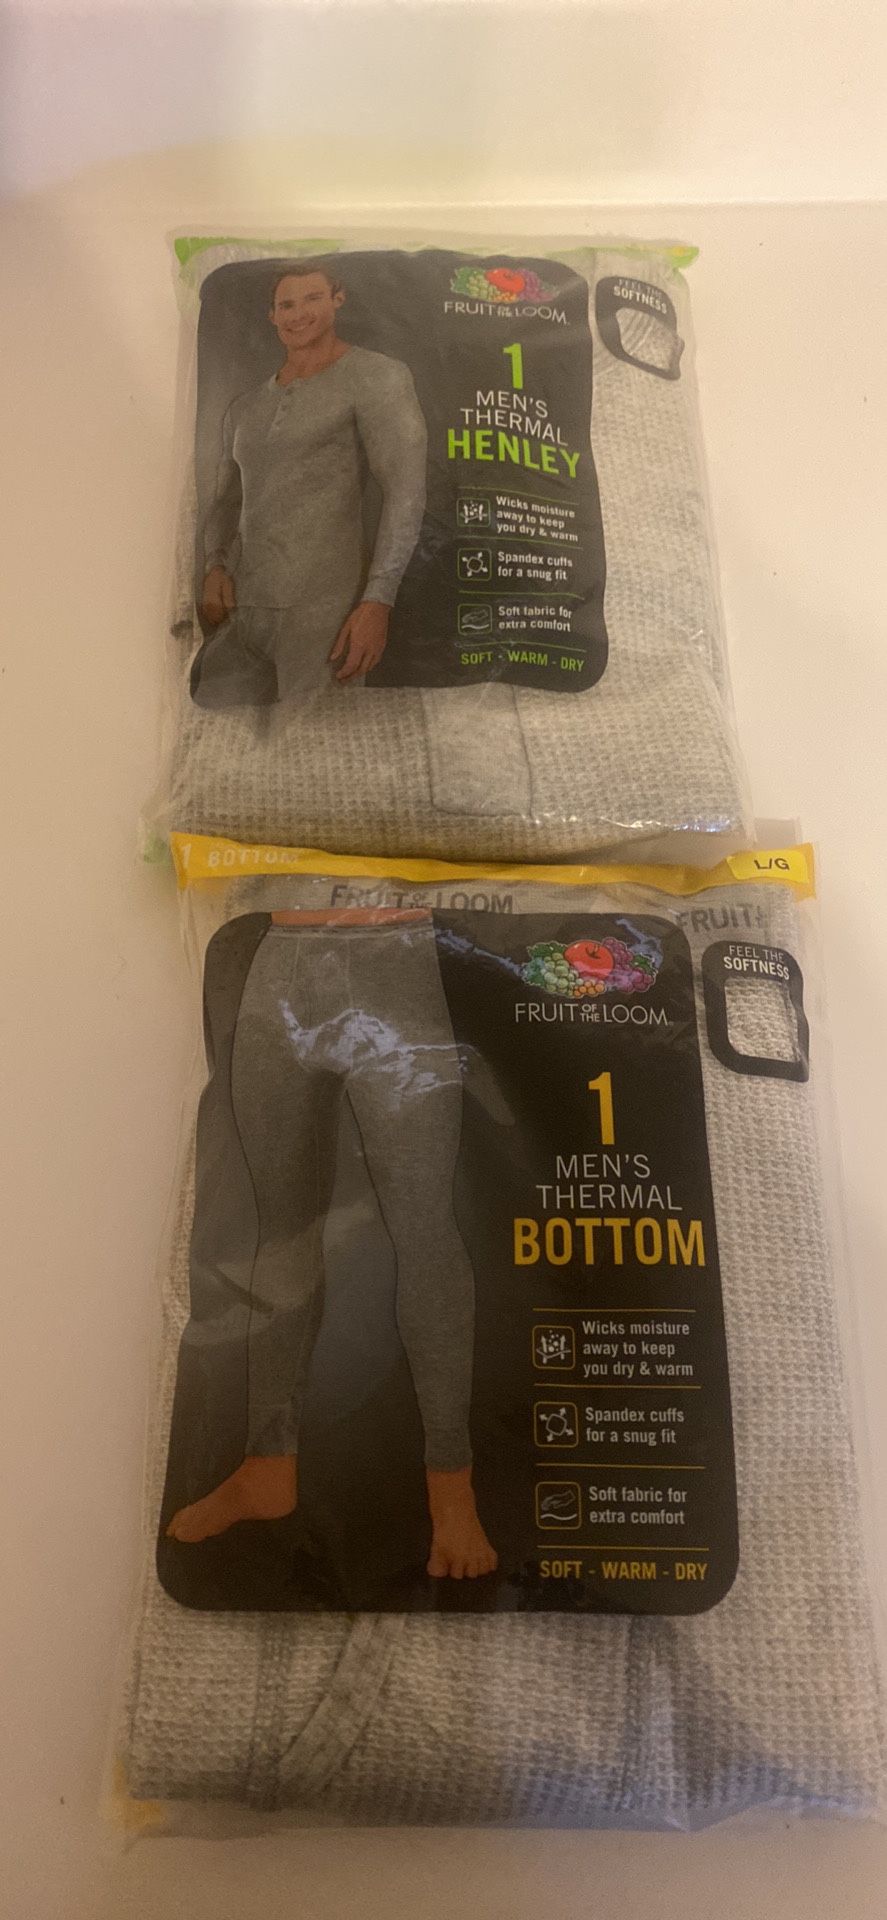 FRUIT OF THE LOOM
FEEL THE
SOFTNESS
1
MEN'S
THERMAL
HENLEY
Wicks moisture
away to keep
you dry & warm
Spandex cuffs
for a snug fit
Soft fabric for
extra comfort
SOFT - WARM - DRY
1 BOTTOM
L/G
FRUIT OF THE LOOM
FRUIT
FRUIT OF THE LOOM
FEEL THE
SOFTNESS
1
MEN'S
THERMAL
BOTTOM
Wicks moisture
away to keep
you dry & warm
Spandex cuffs
for a snug fit
Soft fabric for
extra comfort
SOFT - WARM - DRY